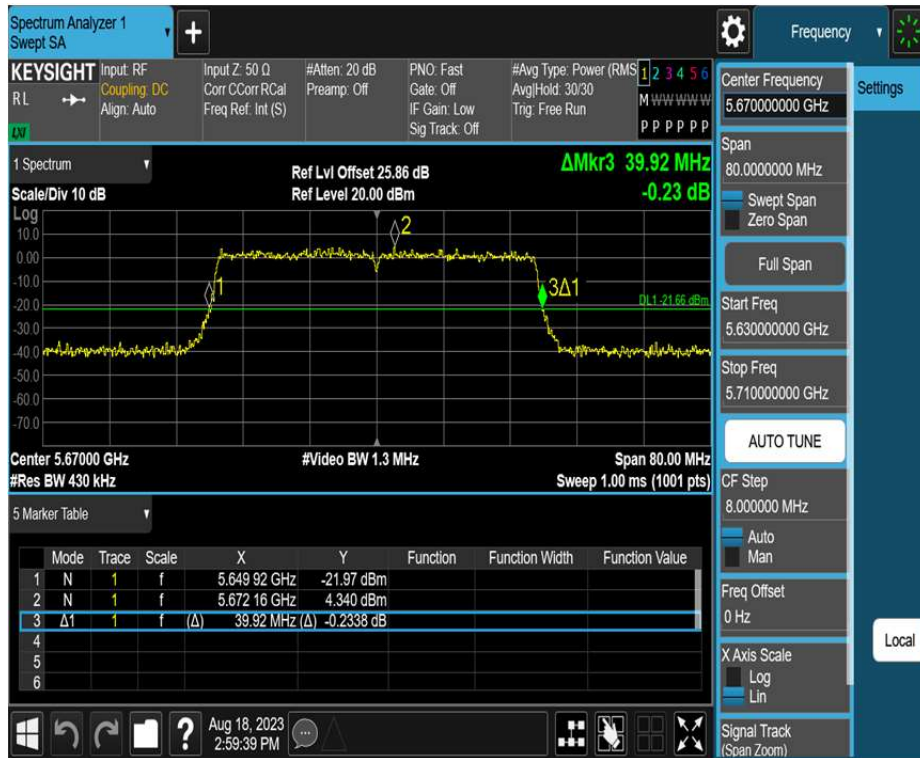 Spectrum Analyzer 1
Swept SA
+
Frequency
KEYSIGHT
RL
LXI
Input: RF
Coupling: DC
Align: Auto
Input Z: 50 Ω
Corr CCorr RCal
Freq Ref: Int (S)
#Atten: 20 dB
Preamp: Off
PNO: Fast
Gate: Off
IF Gain: Low
Sig Track: Off
#Avg Type: Power (RMS
Avg|Hold: 30/30
Trig: Free Run
1 2 3 4 5 6
M W W W W W
P P P P P P
Center Frequency
5.670000000 GHz
Settings
Span
80.0000000 MHz
Swept Span
Zero Span
Full Span
Start Freq
5.630000000 GHz
Stop Freq
5.710000000 GHz
AUTO TUNE
CF Step
8.000000 MHz
Auto
Man
Freq Offset
0 Hz
X Axis Scale
Log
Lin
Signal Track
(Span Zoom)
Local
1 Spectrum
Scale/Div 10 dB
Ref Lvl Offset 25.86 dB
Ref Level 20.00 dBm
ΔMkr3 39.92 MHz
-0.23 dB
Log
10.0
0.00
-10.0
-20.0
-30.0
-40.0
-50.0
-60.0
-70.0
1
2
3Δ1
DL1 -21.66 dBm
Center 5.67000 GHz
#Video BW 1.3 MHz
Span 80.00 MHz
#Res BW 430 kHz
Sweep 1.00 ms (1001 pts)
5 Marker Table
Mode Trace Scale X Y Function Function Width Function Value
1 N 1 f 5.649 92 GHz -21.97 dBm
2 N 1 f 5.672 16 GHz 4.340 dBm
3 Δ1 1 f (Δ) 39.92 MHz (Δ) -0.2338 dB
4
5
6
?
Aug 18, 2023
2:59:39 PM